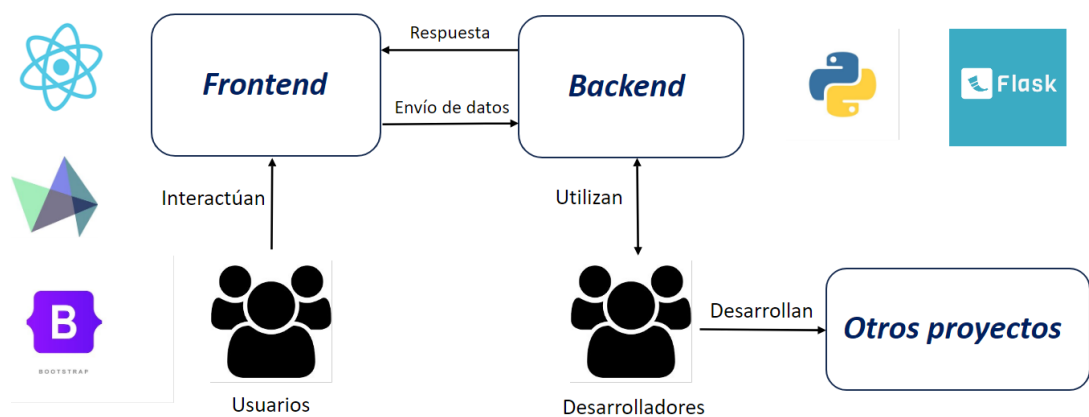 Respuesta
Frontend
Backend
Flask
Envío de datos
Interactúan
Utilizan
B
BOOTSTRAP
Desarrollan
Otros proyectos
Usuarios
Desarrolladores